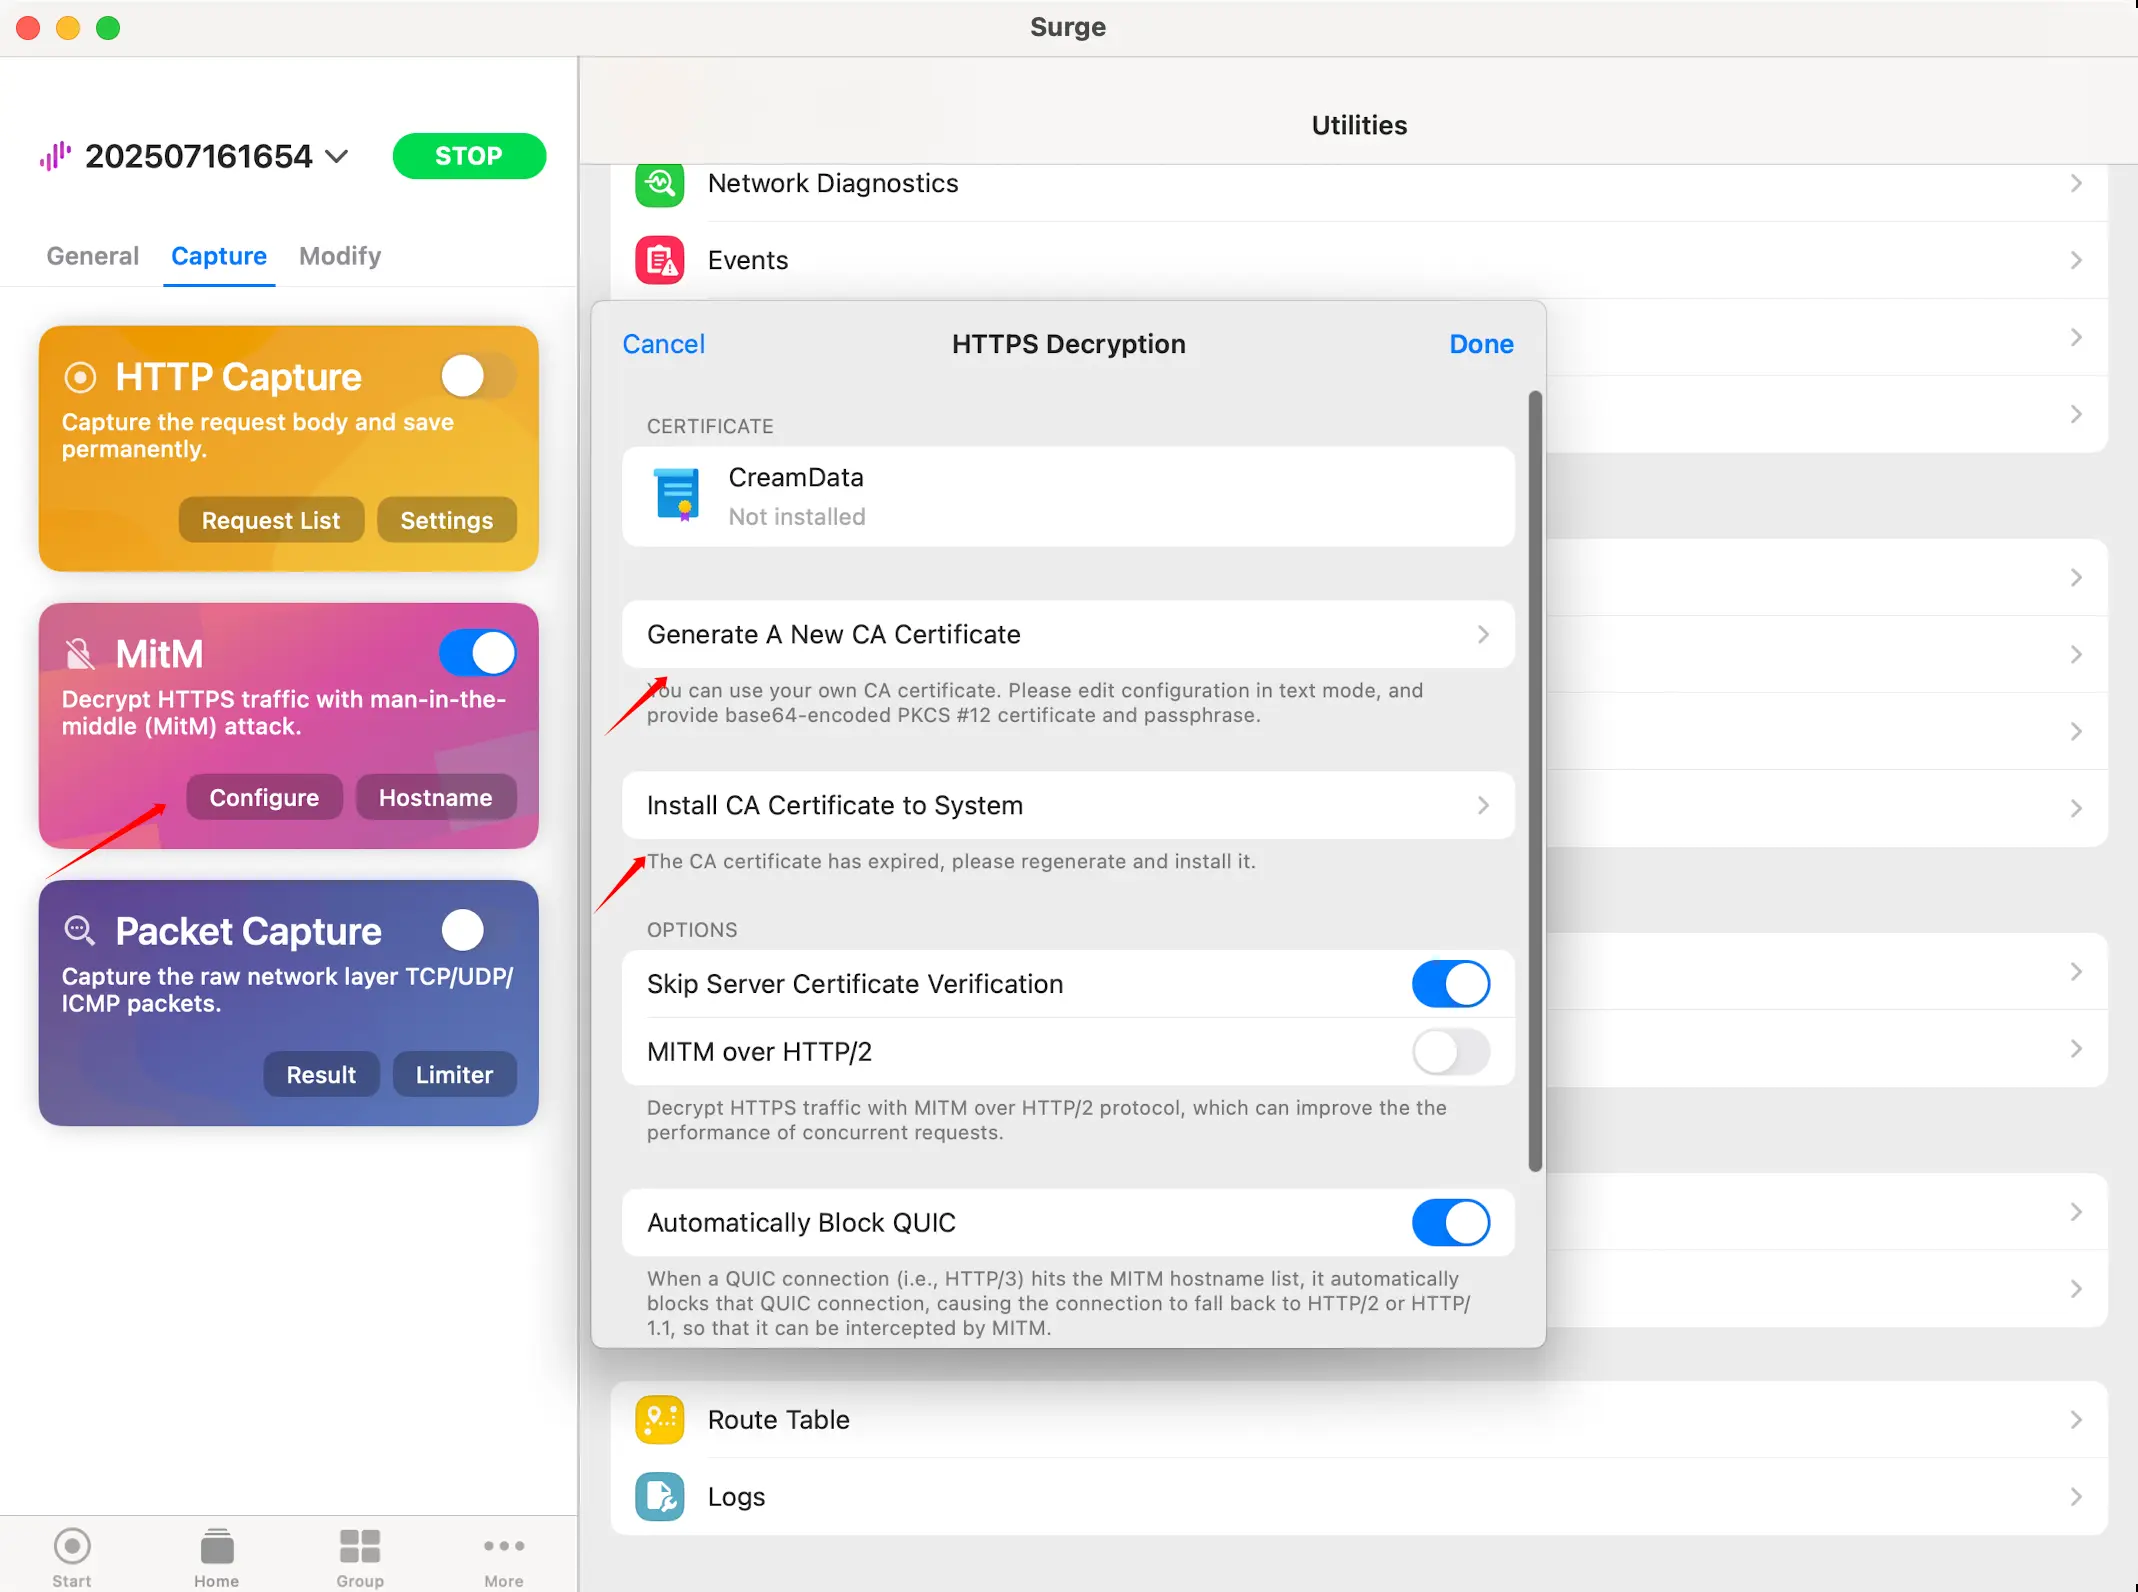 Surge
202507161654
STOP
General Capture Modify
HTTP Capture
Capture the request body and save
permanently.
Request List Settings
MitM
Decrypt HTTPS traffic with man-in-the-
middle (MitM) attack.
Configure Hostname
Packet Capture
Capture the raw network layer TCP/UDP/
ICMP packets.
Result Limiter
Start Home Group More
Utilities
Network Diagnostics
Events
Cancel HTTPS Decryption Done
CERTIFICATE
CreamData
Not installed
Generate A New CA Certificate
You can use your own CA certificate. Please edit configuration in text mode, and
provide base64-encoded PKCS #12 certificate and passphrase.
Install CA Certificate to System
The CA certificate has expired, please regenerate and install it.
OPTIONS
Skip Server Certificate Verification
MITM over HTTP/2
Decrypt HTTPS traffic with MITM over HTTP/2 protocol, which can improve the the
performance of concurrent requests.
Automatically Block QUIC
When a QUIC connection (i.e., HTTP/3) hits the MITM hostname list, it automatically
blocks that QUIC connection, causing the connection to fall back to HTTP/2 or HTTP/
1.1, so that it can be intercepted by MITM.
Route Table
Logs